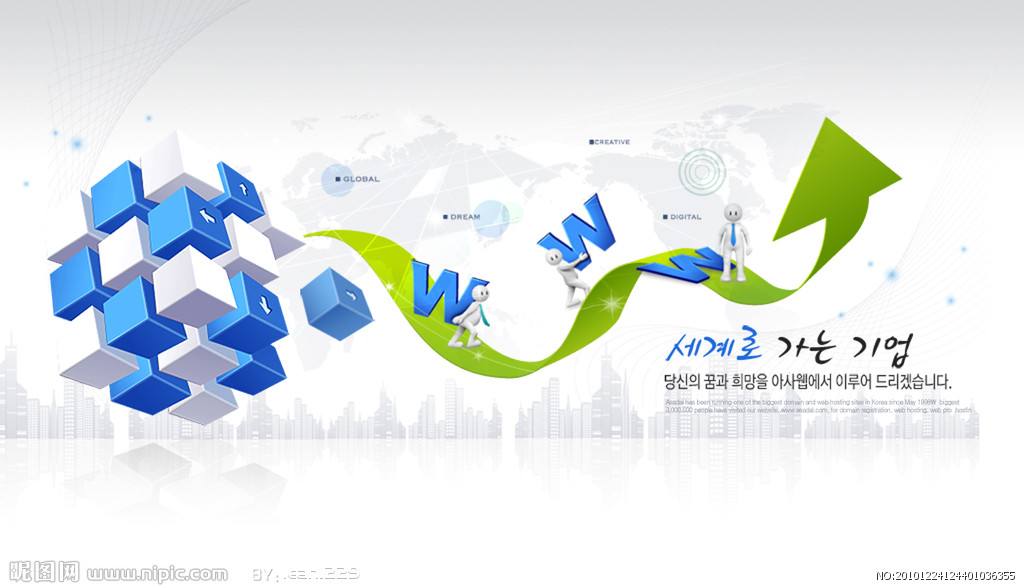 CREATIVE
GLOBAL
DREAM
DIGITAL
W
W
W
세계로 가는 기업
당신의 꿈과 희망을 아사웹에서 이루어 드리겠습니다.
Asadal has been running one of the biggest domain and web hosting sites in Korea since May 1998W biggest
3,000,000 people have visited our website, www.asadal.com, for domain registration, web hosting, web pro hostin
昵图网 www.nipic.com BY:
NO:20101224124401036355